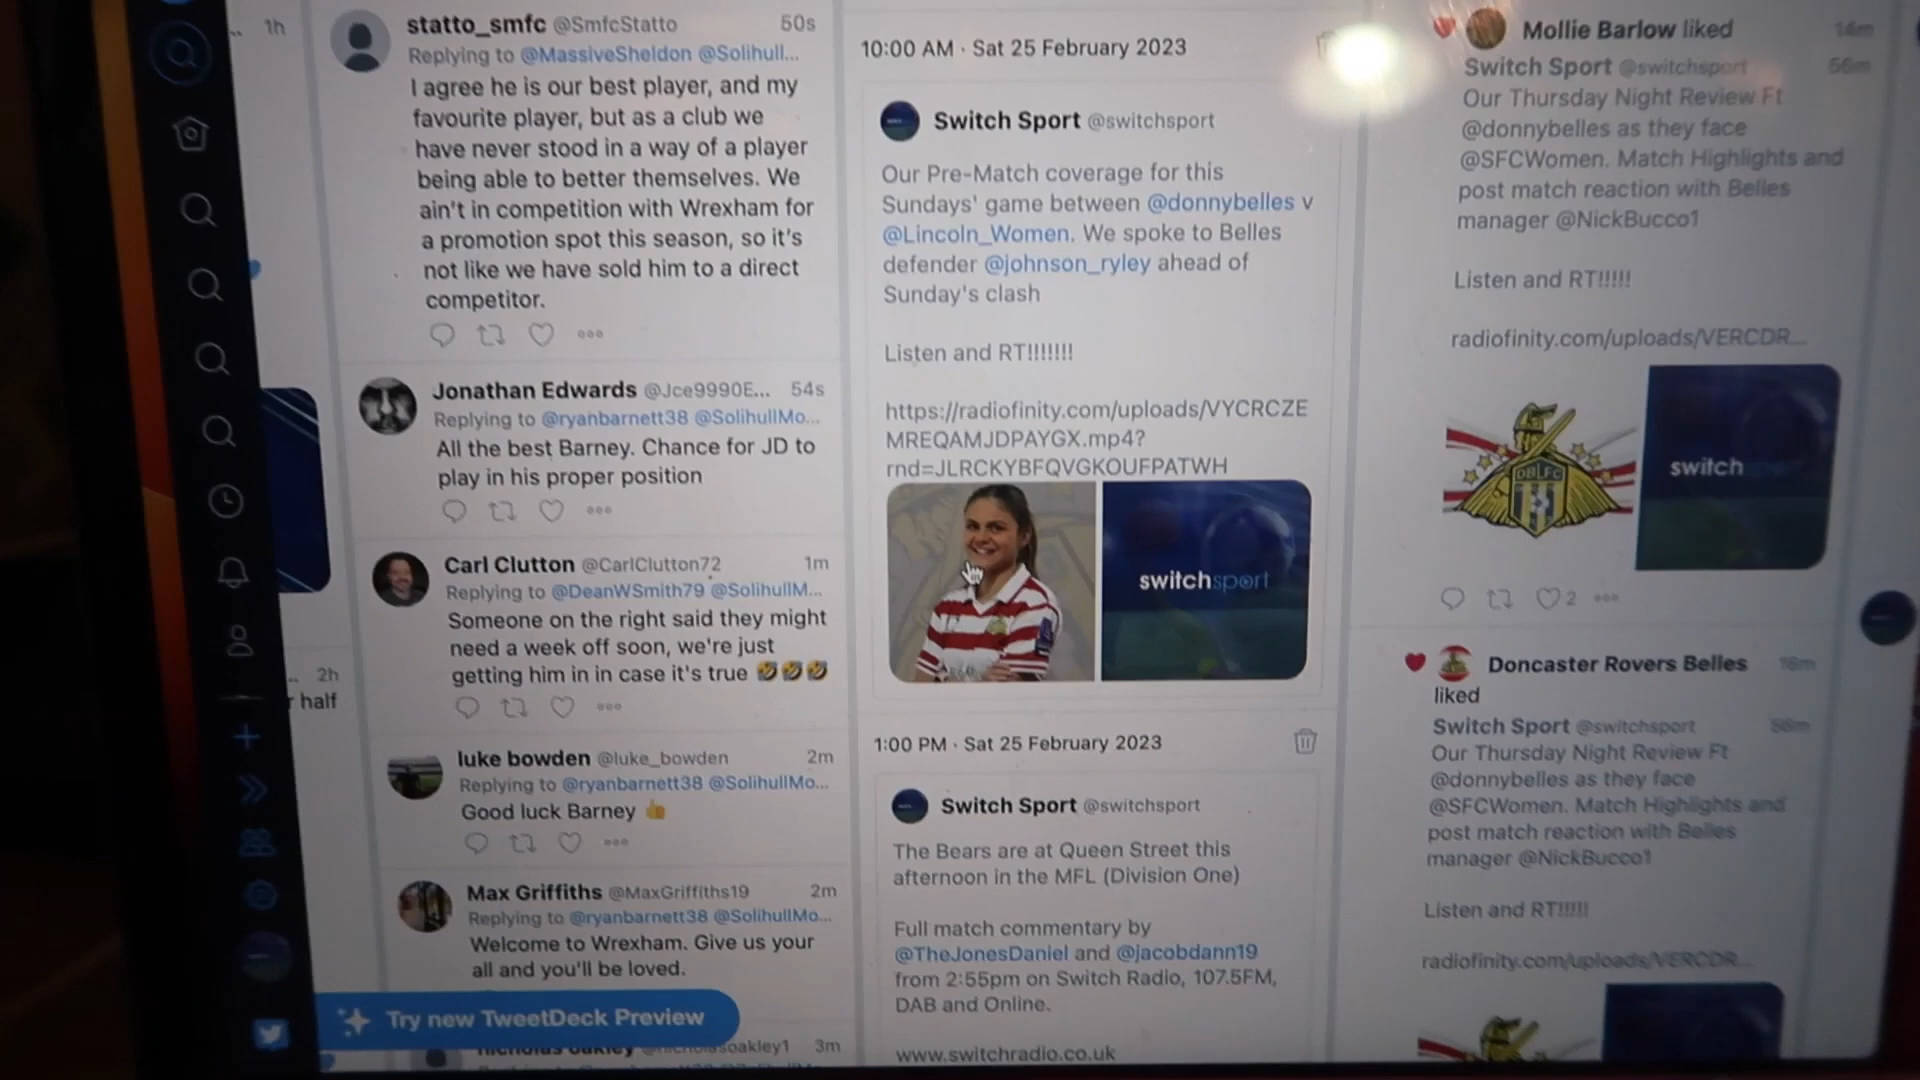 1h
2h
r half
statto_smfc @SmfcStatto 50s
Replying to @MassiveSheldon @Solihull...
I agree he is our best player, and my
favourite player, but as a club we
have never stood in a way of a player
being able to better themselves. We
ain't in competition with Wrexham for
a promotion spot this season, so it's
not like we have sold him to a direct
competitor.
Jonathan Edwards @Jce9990E... 54s
Replying to @ryanbarnett38 @SolihullMo...
All the best Barney. Chance for JD to
play in his proper position
Carl Clutton @CarlClutton72 1m
Replying to @DeanWSmith79 @SolihullM...
Someone on the right said they might
need a week off soon, we're just
getting him in in case it's true 🤣🤣🤣
luke bowden @luke_bowden 2m
Replying to @ryanbarnett38 @SolihullMo...
Good luck Barney 👍
Max Griffiths @MaxGriffiths19 2m
Replying to @ryanbarnett38 @SolihullMo...
Welcome to Wrexham. Give us your
all and you'll be loved.
Try new TweetDeck Preview
3m
10:00 AM · Sat 25 February 2023
Switch Sport @switchsport
Our Pre-Match coverage for this
Sundays' game between @donnybelles v
@Lincoln_Women. We spoke to Belles
defender @johnson_ryley ahead of
Sunday's clash
Listen and RT!!!!!!!
https://radiofinity.com/uploads/VYCRCZE
MREQAMJDPAYGX.mp4?
rnd=JLRCKYBFQVGKOUFPATWH
switchsport
1:00 PM · Sat 25 February 2023
Switch Sport @switchsport
The Bears are at Queen Street this
afternoon in the MFL (Division One)
Full match commentary by
@TheJonesDaniel and @jacobdann19
from 2:55pm on Switch Radio, 107.5FM,
DAB and Online.
www.switchradio.co.uk
Mollie Barlow liked 14m
Switch Sport @switchsport 56m
Our Thursday Night Review Ft
@donnybelles as they face
@SFCWomen. Match Highlights and
post match reaction with Belles
manager @NickBucco1
Listen and RT!!!!!
radiofinity.com/uploads/VERCDR...
DBLFC
switch
2
Doncaster Rovers Belles 16m
liked
Switch Sport @switchsport 56m
Our Thursday Night Review Ft
@donnybelles as they face
@SFCWomen. Match Highlights and
post match reaction with Belles
manager @NickBucco1
Listen and RT!!!!!
radiofinity.com/uploads/VERCDR...